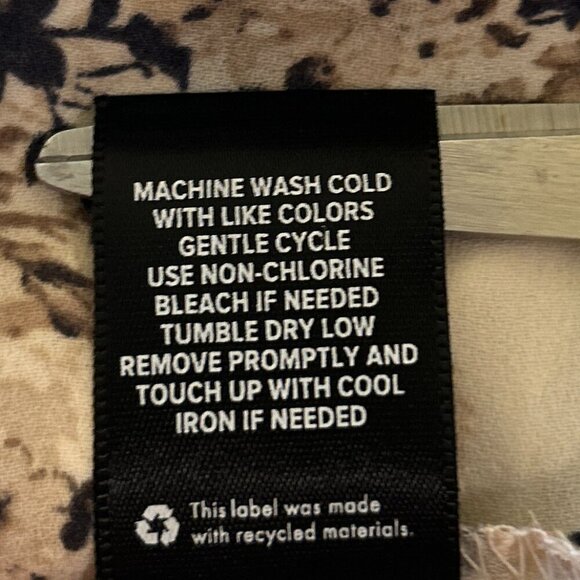 MACHINE WASH COLD
WITH LIKE COLORS
GENTLE CYCLE
USE NON-CHLORINE
BLEACH IF NEEDED
TUMBLE DRY LOW
REMOVE PROMPTLY AND
TOUCH UP WITH COOL
IRON IF NEEDED
This label was made
with recycled materials.